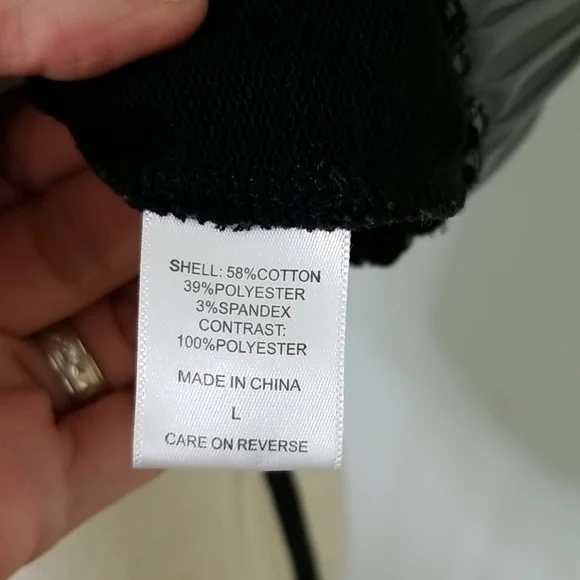 SHELL: 58%COTTON
39%POLYESTER
3%SPANDEX
CONTRAST:
100%POLYESTER
MADE IN CHINA
L
CARE ON REVERSE